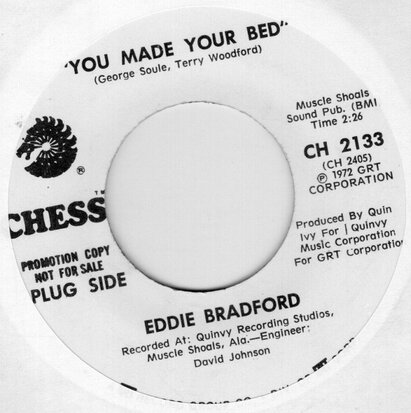 "YOU MADE YOUR BED"
(George Soule, Terry Woodford)
Muscle Shoals
Sound Pub. (BMI
Time 2:26
CH 2133
(CH 2405)
℗ 1972 GRT
CORPORATION
®
CHESS
TM
PROMOTION COPY
NOT FOR SALE
PLUG SIDE
Produced By Quin
Ivy For | Quinvy
Music Corporation
For GRT Corporation
EDDIE BRADFORD
Recorded At: Quinvy Recording Studios,
Muscle Shoals, Ala.—Engineer:
David Johnson